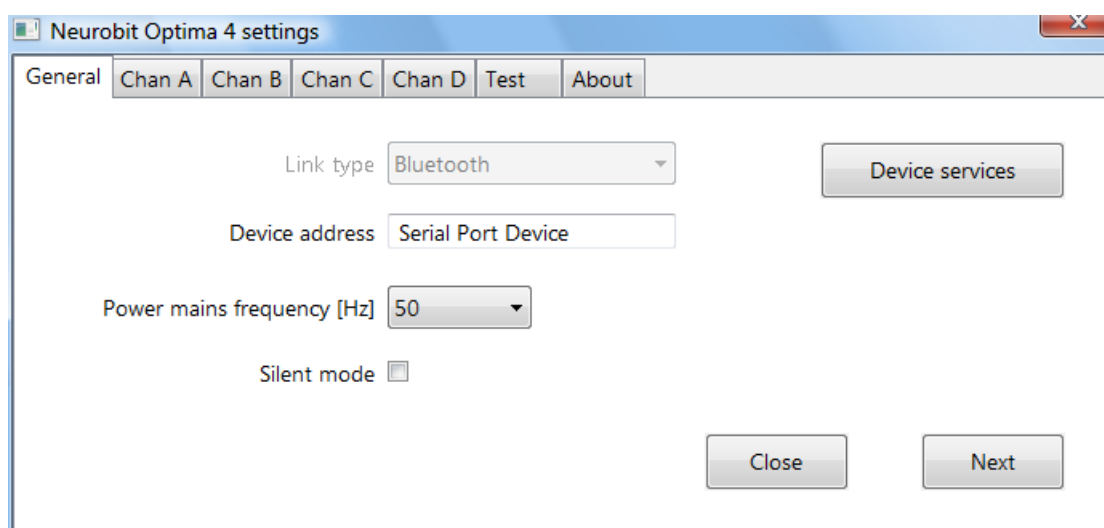 Neurobit Optima 4 settings
General Chan A Chan B Chan C Chan D Test About
Link type Bluetooth Device services
Device address Serial Port Device
Power mains frequency [Hz] 50
Silent mode
Close Next